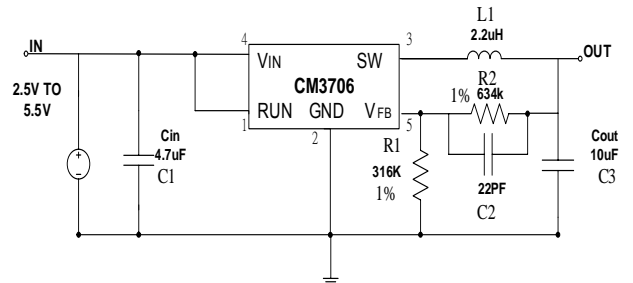 L1
2.2uH
IN
OUT
4
3
VIN
SW
CM3706
R2
1%
634k
2.5V TO
5.5V
RUN
GND
VFB
1
2
5
Cin
4.7uF
C1
R1
316K
1%
22PF
C2
Cout
10uF
C3
+
-